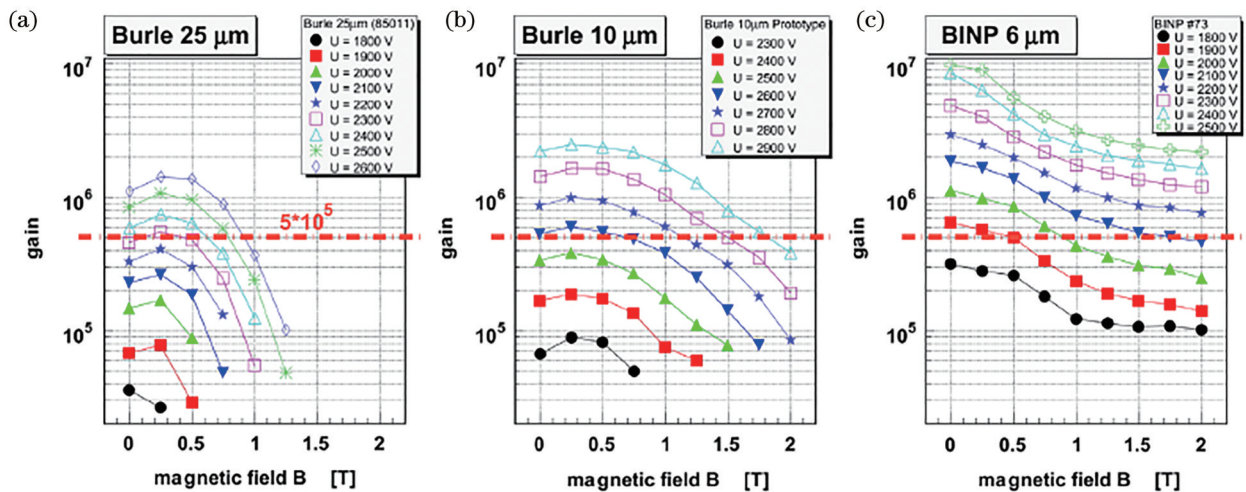 (a)
Burle 25 μm
Burle 25μm (85011)
U = 1800 V
U = 1900 V
U = 2000 V
U = 2100 V
U = 2200 V
U = 2300 V
U = 2400 V
U = 2500 V
U = 2600 V
10⁷
10⁶
10⁵
gain
5*10⁵
0 0.5 1 1.5 2
magnetic field B [T]
(b)
Burle 10 μm
Burle 10μm Prototype
U = 2300 V
U = 2400 V
U = 2500 V
U = 2600 V
U = 2700 V
U = 2800 V
U = 2900 V
10⁷
10⁶
10⁵
gain
0 0.5 1 1.5 2
magnetic field B [T]
(c)
BINP 6 μm
BINP #73
U = 1800 V
U = 1900 V
U = 2000 V
U = 2100 V
U = 2200 V
U = 2300 V
U = 2400 V
U = 2500 V
10⁷
10⁶
10⁵
gain
0 0.5 1 1.5 2
magnetic field B [T]